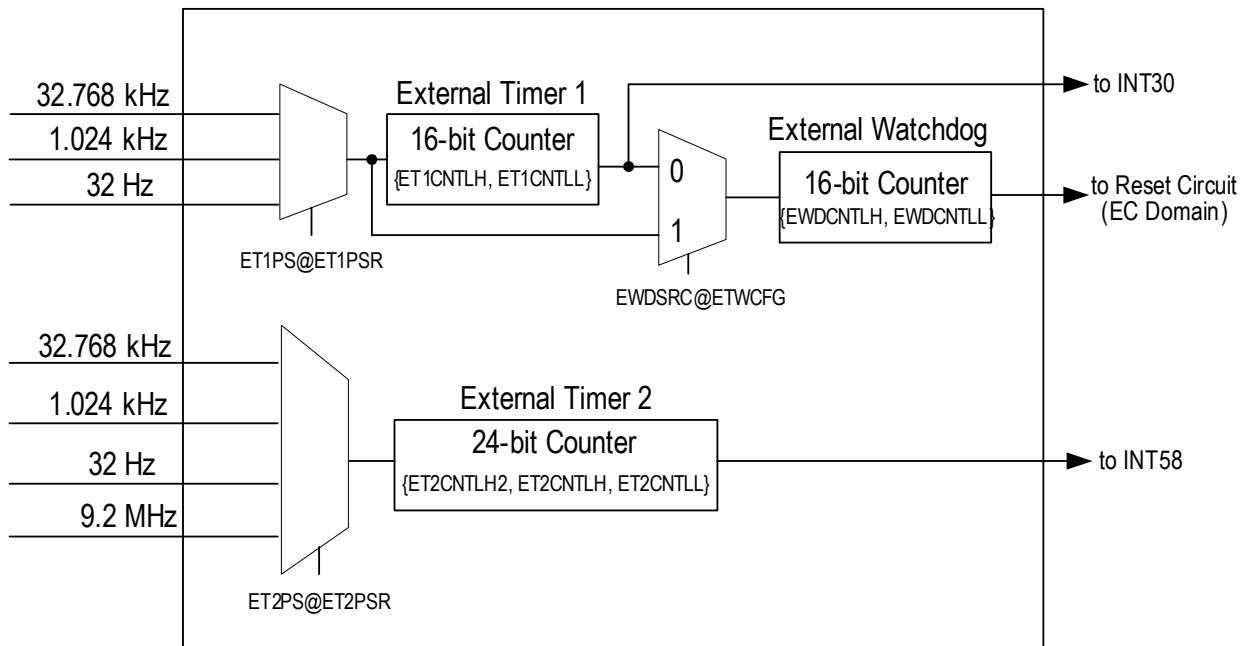 32.768 kHz
1.024 kHz
32 Hz
ET1PS@ET1PSR
External Timer 1
16-bit Counter
{ET1CNTLH, ET1CNTLL}
0
1
EWDSRC@ETWCFG
External Watchdog
16-bit Counter
{EWDCNTLH, EWDCNTLL}
to INT30
to Reset Circuit
(EC Domain)
32.768 kHz
1.024 kHz
32 Hz
9.2 MHz
ET2PS@ET2PSR
External Timer 2
24-bit Counter
{ET2CNTLH2, ET2CNTLH, ET2CNTLL}
to INT58